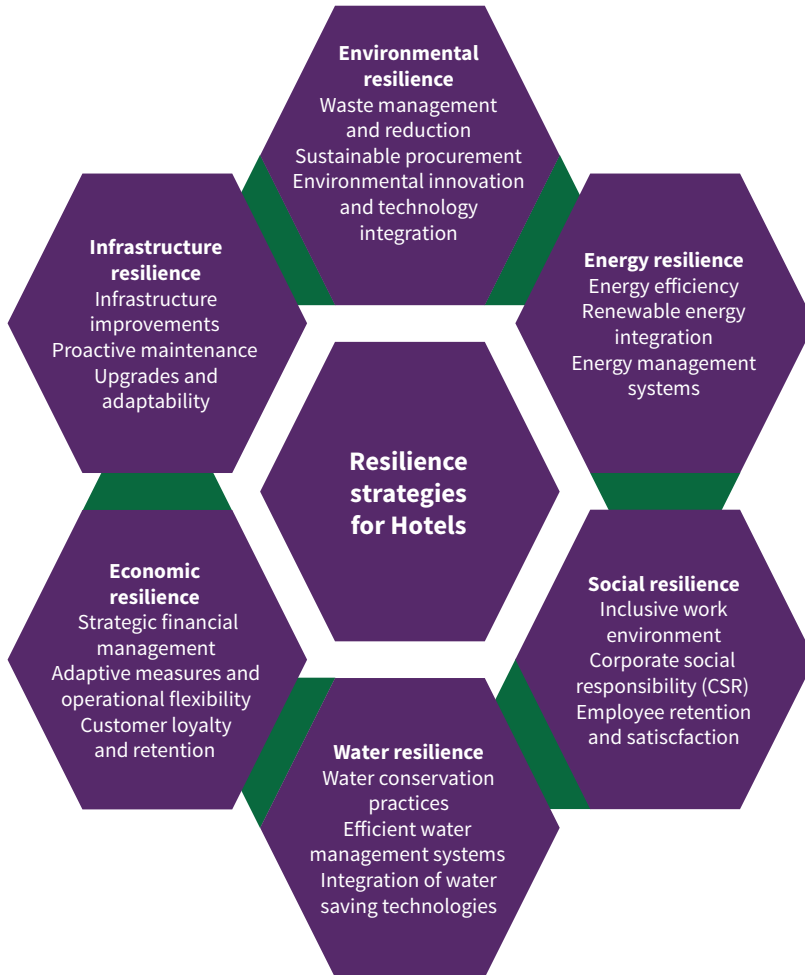 Environmental
resilience
Waste management
and reduction
Sustainable procurement
Environmental innovation
and technology
integration
Infrastructure
resilience
Infrastructure
improvements
Proactive maintenance
Upgrades and
adaptability
Energy resilience
Energy efficiency
Renewable energy
integration
Energy management
systems
Resilience
strategies
for Hotels
Economic
resilience
Strategic financial
management
Adaptive measures and
operational flexibility
Customer loyalty
and retention
Social resilience
Inclusive work
environment
Corporate social
responsibility (CSR)
Employee retention
and satiscfaction
Water resilience
Water conservation
practices
Efficient water
management systems
Integration of water
saving technologies